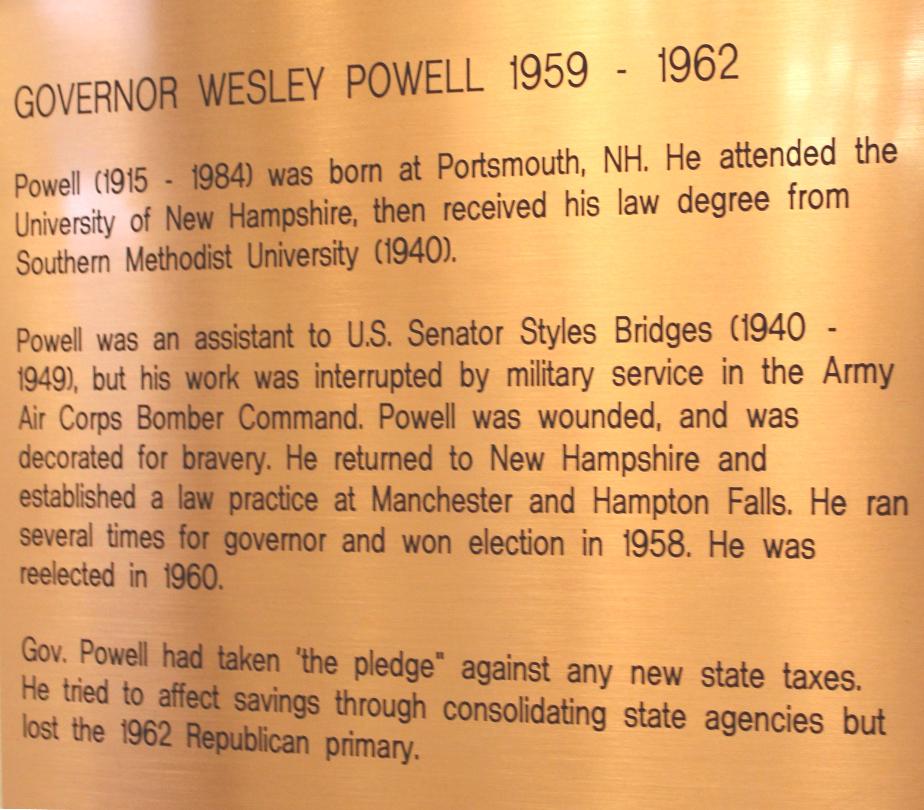 GOVERNOR WESLEY POWELL 1959 - 1962
Powell (1915 - 1984) was born at Portsmouth, NH. He attended the
University of New Hampshire, then received his law degree from
Southern Methodist University (1940).
Powell was an assistant to U.S. Senator Styles Bridges (1940 -
1949), but his work was interrupted by military service in the Army
Air Corps Bomber Command. Powell was wounded, and was
decorated for bravery. He returned to New Hampshire and
established a law practice at Manchester and Hampton Falls. He ran
several times for governor and won election in 1958. He was
reelected in 1960.
Gov. Powell had taken 'the pledge" against any new state taxes.
He tried to affect savings through consolidating state agencies but
lost the 1962 Republican primary.